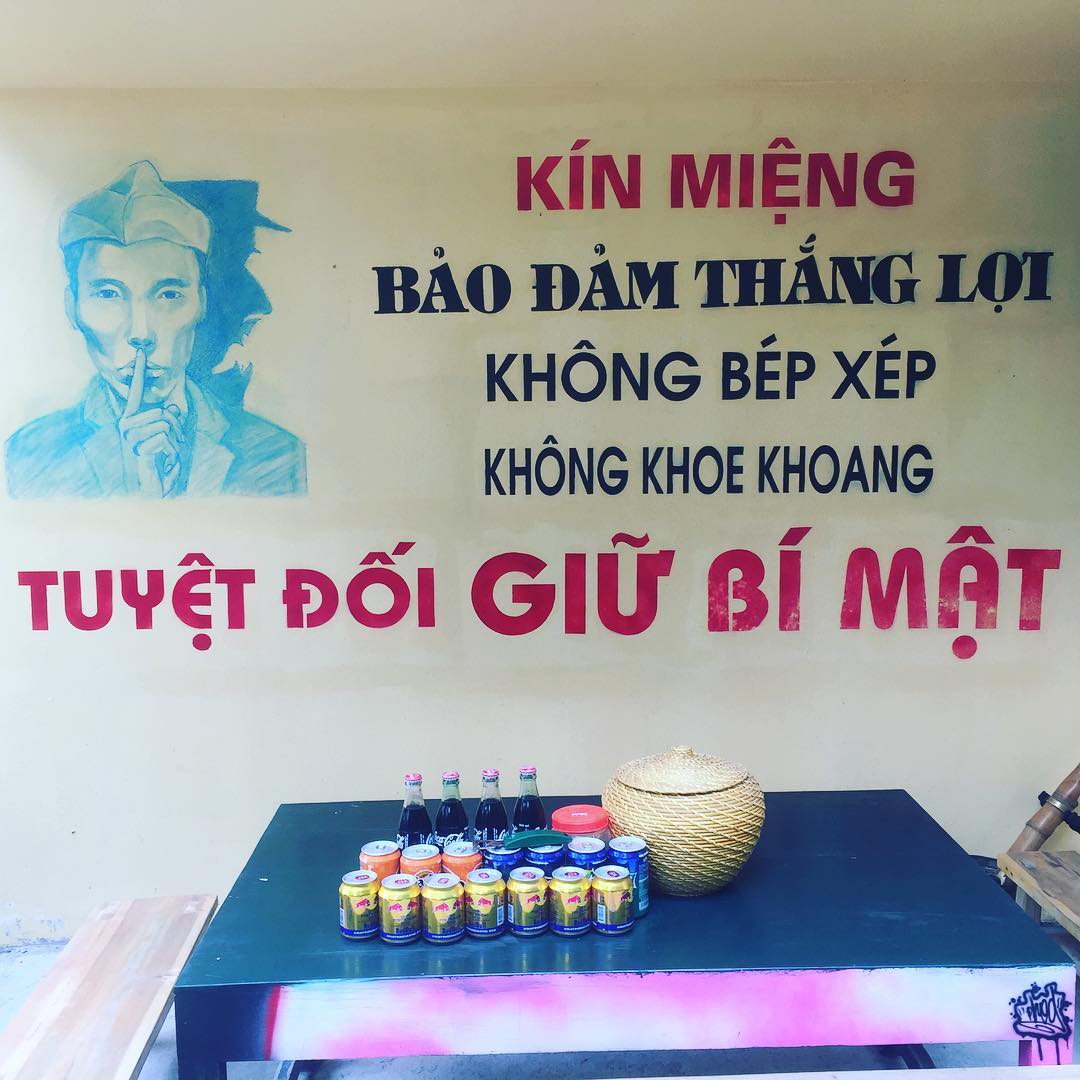 KÍN MIỆNG
BẢO ĐẢM THẮNG LỢI
KHÔNG BÉP XÉP
KHÔNG KHOE KHOANG
TUYỆT ĐỐI GIỮ BÍ MẬT